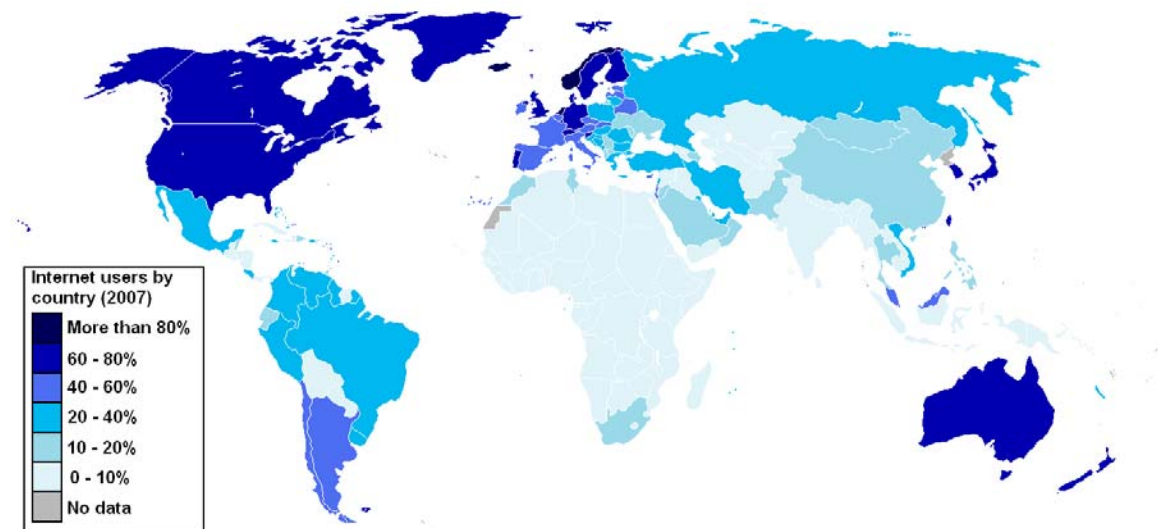 Internet users by
country (2007)
More than 80%
60 - 80%
40 - 60%
20 - 40%
10 - 20%
0 - 10%
No data